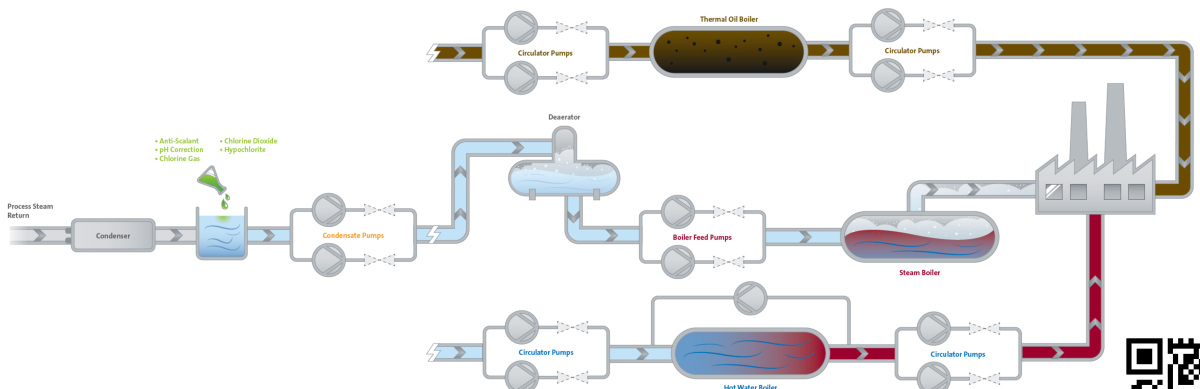 Thermal Oil Boiler
Circulator Pumps
Circulator Pumps
Deaerator
• Anti-Scalant
• pH Correction
• Chlorine Gas
• Chlorine Dioxide
• Hypochlorite
Process Steam
Return
Condenser
Condensate Pumps
Boiler Feed Pumps
Steam Boiler
Circulator Pumps
Circulator Pumps
Hot Water Boiler